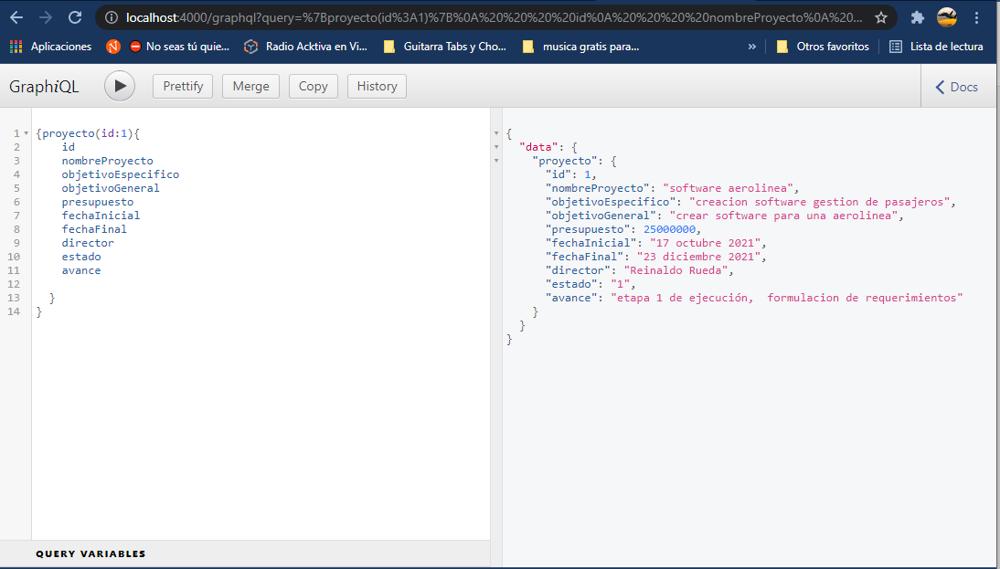 localhost:4000/graphql?query=%7Bproyecto(id%3A1)%7B%0A%20%20%20%20id%0A%20%20%20%20nombreProyecto%0A%20...
Aplicaciones No seas tú quie... Radio Acktiva en Vi... Guitarra Tabs y Cho... musica gratis para... » Otros favoritos Lista de lectura
GraphiQL Prettify Merge Copy History Docs
1 {proyecto(id:1){
2 id
3 nombreProyecto
4 objetivoEspecifico
5 objetivoGeneral
6 presupuesto
7 fechaInicial
8 fechaFinal
9 director
10 estado
11 avance
12
13 }
14 }
{
"data": {
"proyecto": {
"id": 1,
"nombreProyecto": "software aerolinea",
"objetivoEspecifico": "creacion software gestion de pasajeros",
"objetivoGeneral": "crear software para una aerolinea",
"presupuesto": 25000000,
"fechaInicial": "17 octubre 2021",
"fechaFinal": "23 diciembre 2021",
"director": "Reinaldo Rueda",
"estado": "1",
"avance": "etapa 1 de ejecución,  formulacion de requerimientos"
}
}
}
QUERY VARIABLES